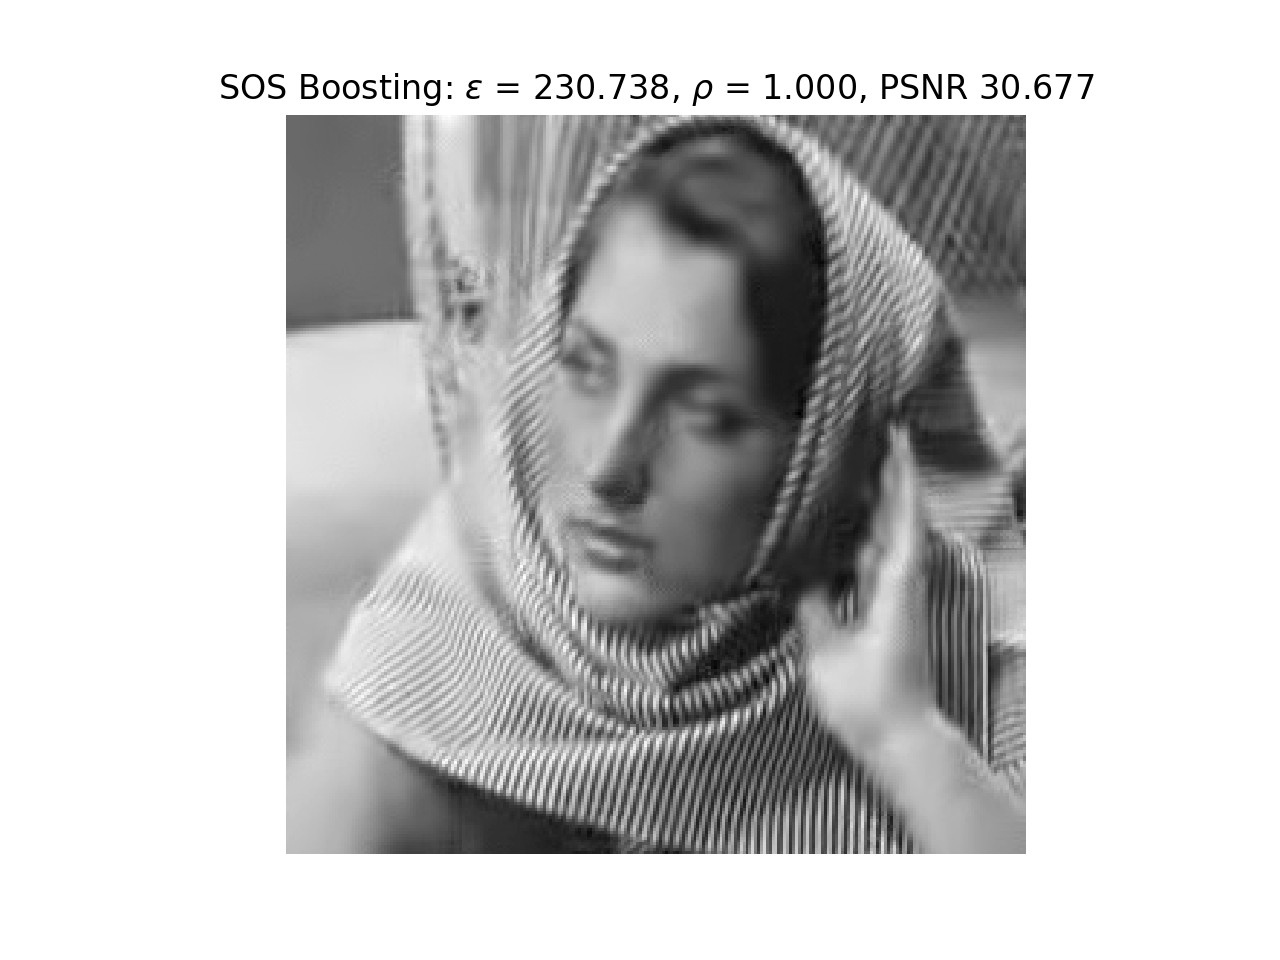 SOS Boosting: ε = 230.738, ρ = 1.000, PSNR 30.677